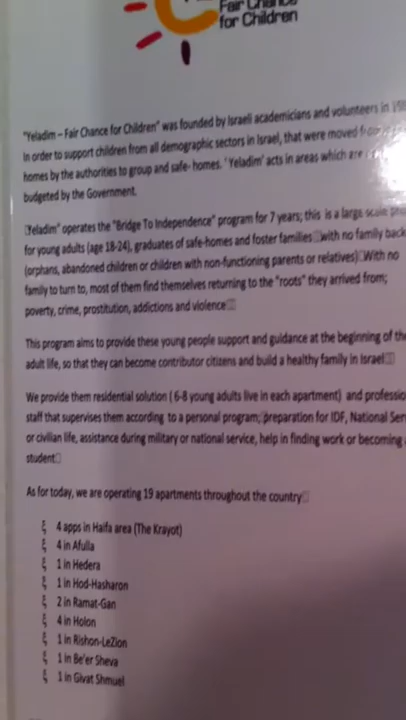 Fair Chance
for Children
"Yeladim – Fair Chance for Children" was founded by Israeli academicians and volunteers in
In order to support children from all demographic sectors in Israel, that were moved from
homes by the authorities to group and safe- homes. ' Yeladim' acts in areas which are
budgeted by the Government.
Yeladim" operates the "Bridge To Independence" program for 7 years; this is a large scale
for young adults (age 18-24), graduates of safe-homes and foster families with no family back
(orphans, abandoned children or children with non-functioning parents or relatives) With no
family to turn to, most of them find themselves returning to the "roots" they arrived from;
poverty, crime, prostitution, addictions and violence
This program aims to provide these young people support and guidance at the beginning of the
adult life, so that they can become contributor citizens and build a healthy family in Israel
We provide them residential solution ( 6-8 young adults live in each apartment) and professio
staff that supervises them according to a personal program; preparation for IDF, National Ser
or civilian life, assistance during military or national service, help in finding work or becoming a
student
As for today, we are operating 19 apartments throughout the country
ξ 4 apps in Haifa area (The Krayot)
ξ 4 in Afulla
ξ 1 in Hedera
ξ 1 in Hod-Hasharon
ξ 2 in Ramat-Gan
ξ 4 in Holon
ξ 1 in Rishon-LeZion
ξ 1 in Be'er Sheva
ξ 1 in Givat Shmuel